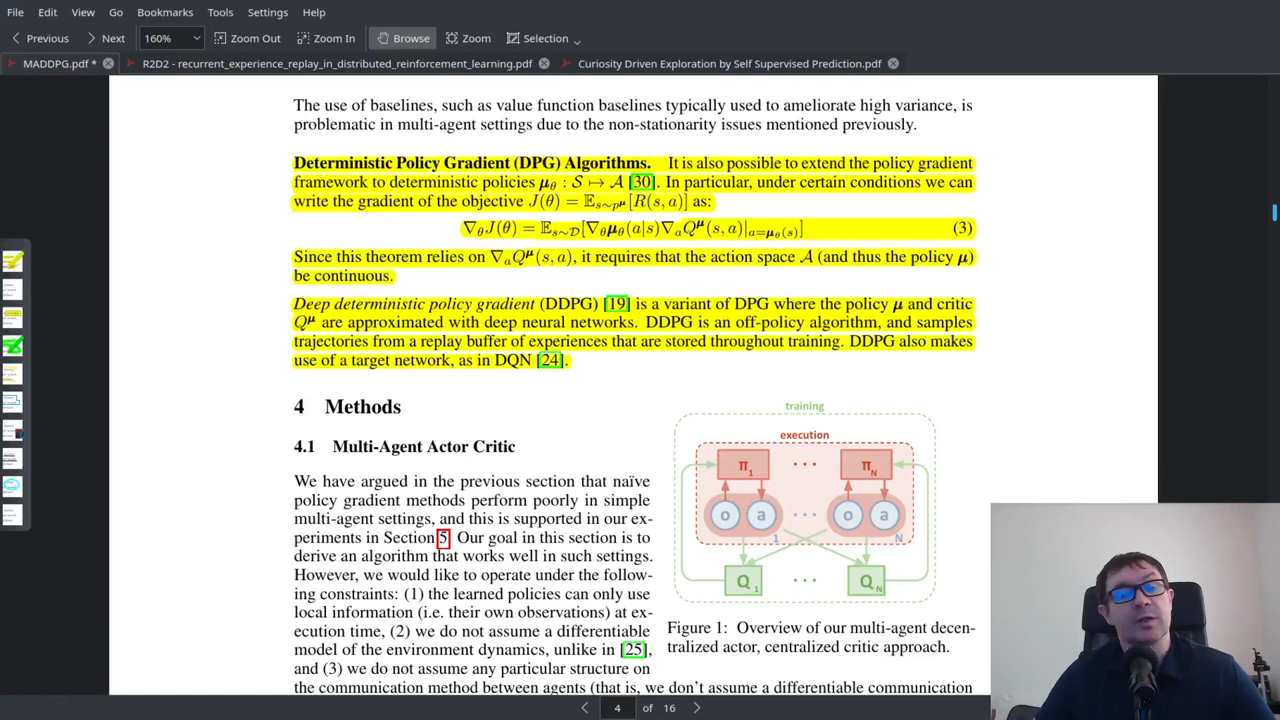 File Edit View Go Bookmarks Tools Settings Help
Previous Next 160% Zoom Out Zoom In Browse Zoom Selection
MADDPG.pdf * R2D2 - recurrent_experience_replay_in_distributed_reinforcement_learning.pdf Curiosity Driven Exploration by Self Supervised Prediction.pdf
The use of baselines, such as value function baselines typically used to ameliorate high variance, is
problematic in multi-agent settings due to the non-stationarity issues mentioned previously.
Deterministic Policy Gradient (DPG) Algorithms. It is also possible to extend the policy gradient
framework to deterministic policies μθ : S ↦ A [30]. In particular, under certain conditions we can
write the gradient of the objective J(θ) = Es∼pμ[R(s, a)] as:
∇θJ(θ) = Es∼D[∇θμθ(a|s)∇aQμ(s, a)|a=μθ(s)] (3)
Since this theorem relies on ∇aQμ(s, a), it requires that the action space A (and thus the policy μ)
be continuous.
Deep deterministic policy gradient (DDPG) [19] is a variant of DPG where the policy μ and critic
Qμ are approximated with deep neural networks. DDPG is an off-policy algorithm, and samples
trajectories from a replay buffer of experiences that are stored throughout training. DDPG also makes
use of a target network, as in DQN [24].
4 Methods
4.1 Multi-Agent Actor Critic
We have argued in the previous section that naïve
policy gradient methods perform poorly in simple
multi-agent settings, and this is supported in our ex-
periments in Section 5. Our goal in this section is to
derive an algorithm that works well in such settings.
However, we would like to operate under the follow-
ing constraints: (1) the learned policies can only use
local information (i.e. their own observations) at ex-
ecution time, (2) we do not assume a differentiable
model of the environment dynamics, unlike in [25],
and (3) we do not assume any particular structure on
the communication method between agents (that is, we don't assume a differentiable communication
training
execution
π1 ··· πN
o a ··· o a
1 N
Q1 ··· QN
Figure 1: Overview of our multi-agent decen-
tralized actor, centralized critic approach.
4 of 16